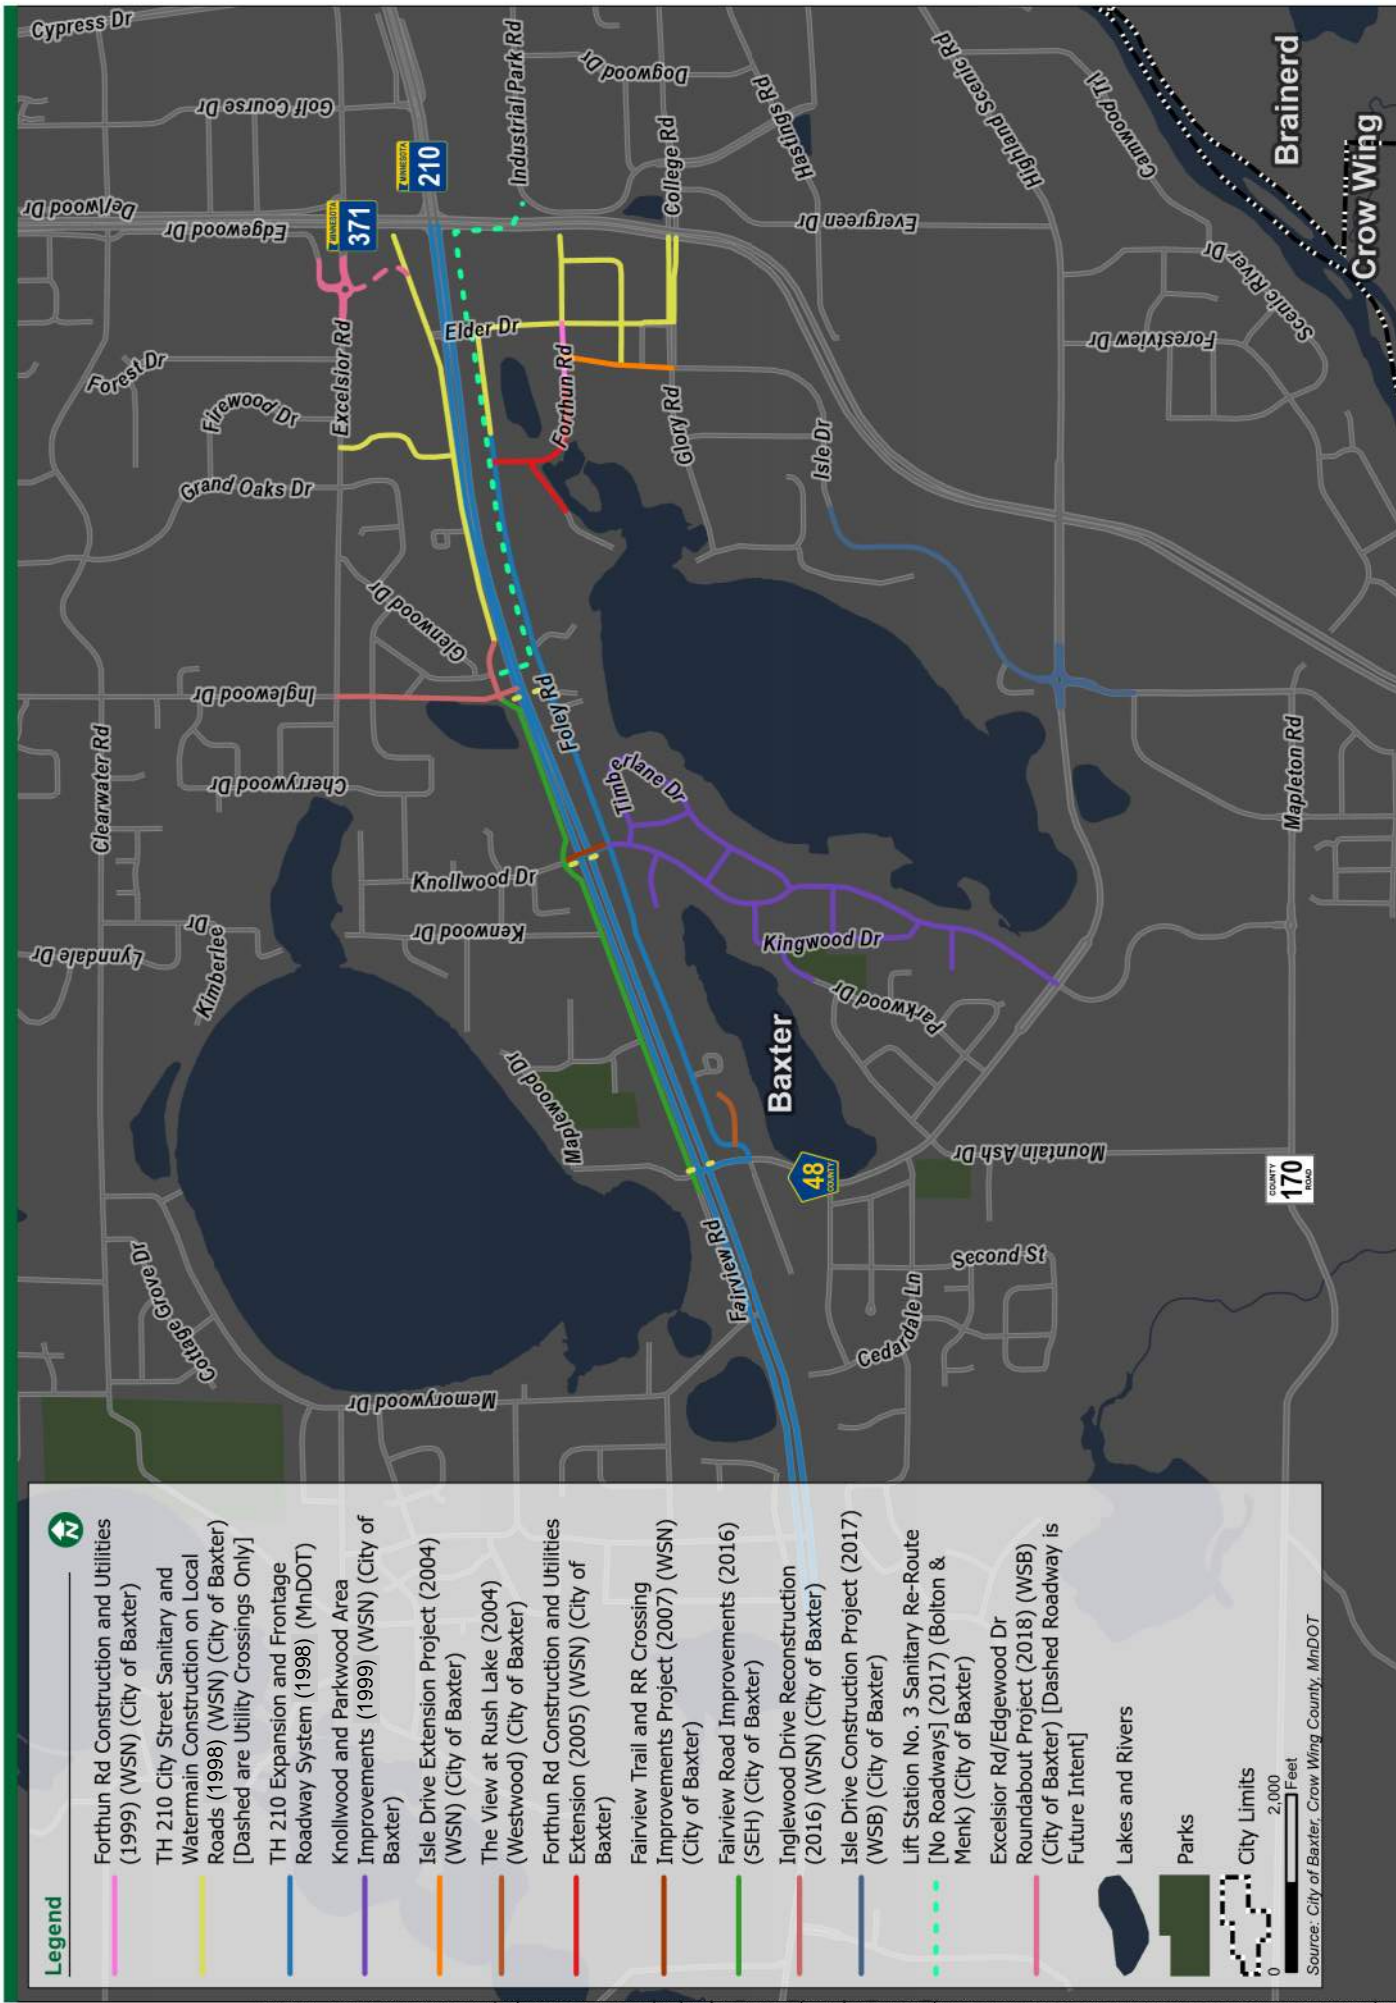 Legend
N
Forthun Rd Construction and Utilities
(1999) (WSN) (City of Baxter)
TH 210 City Street Sanitary and
Watermain Construction on Local
Roads (1998) (WSN) (City of Baxter)
[Dashed are Utility Crossings Only]
TH 210 Expansion and Frontage
Roadway System (1998) (MnDOT)
Knollwood and Parkwood Area
Improvements (1999) (WSN) (City of
Baxter)
Isle Drive Extension Project (2004)
(WSN) (City of Baxter)
The View at Rush Lake (2004)
(Westwood) (City of Baxter)
Forthun Rd Construction and Utilities
Extension (2005) (WSN) (City of
Baxter)
Fairview Trail and RR Crossing
Improvements Project (2007) (WSN)
(City of Baxter)
Fairview Road Improvements (2016)
(SEH) (City of Baxter)
Inglewood Drive Reconstruction
(2016) (WSN) (City of Baxter)
Isle Drive Construction Project (2017)
(WSB) (City of Baxter)
Lift Station No. 3 Sanitary Re-Route
[No Roadways] (2017) (Bolton &
Menk) (City of Baxter)
Excelsior Rd/Edgewood Dr
Roundabout Project (2018) (WSB)
(City of Baxter) [Dashed Roadway is
Future Intent]
Lakes and Rivers
Parks
City Limits
0
2,000
Feet
Source: City of Baxter, Crow Wing County, MnDOT
Cypress Dr
Golf Course Dr
Dellwood Dr
Edgewood Dr
MINNESOTA
371
MINNESOTA
210
Industrial Park Rd
Dogwood Dr
College Rd
Hastings Rd
Highland Scenic Rd
Camwood Trl
Brainerd
Crow Wing
Evergreen Dr
Scenic River Dr
Forestview Dr
Elder Dr
Forthun Rd
Glory Rd
Isle Dr
Forest Dr
Firewood Dr
Excelsior Rd
Grand Oaks Dr
Glenwood Dr
Inglewood Dr
Clearwater Rd
Cherrywood Dr
Foley Rd
Timberlane Dr
Mapleton Rd
Knollwood Dr
Kenwood Dr
Kimberlee
Dr
Lynndale Dr
Kingwood Dr
Parkwood Dr
Baxter
Maplewood Dr
Maple
48
COUNTY
Mountain Ash Dr
COUNTY
170
ROAD
Fairview Rd
Second St
Cedardale Ln
Cottage Grove Dr
Memorywood Dr